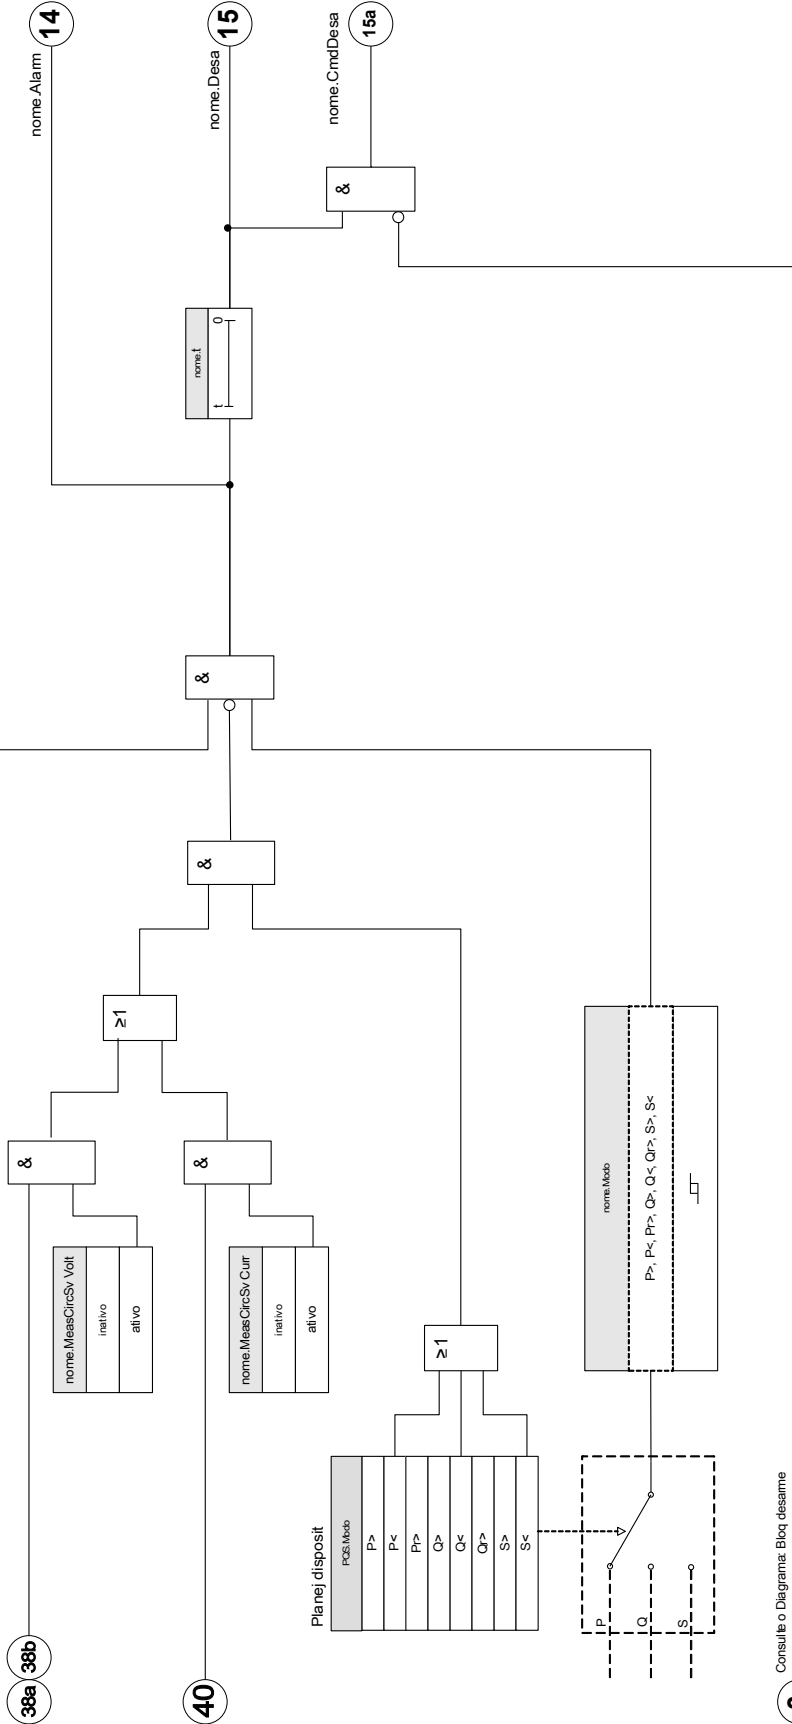 14
nome.Alarm
15
nome.Desa
15a
nome.CmdDesa
&
nome.t
t
0
&
&
≥1
&
&
nome.MeasCircSv Volt
inativo
ativo
nome.MeasCircSv Curr
inativo
ativo
38a
38b
40
≥1
Planej disposit
PQS.Modo
P>
P<
Pr>
Q>
Q<
Qr>
S>
S<
nome.Modo
P>, P<, Pr>, Q>, Q<, Qr>, S>, S<
P
Q
S
Consulte o Diagrama: Bloq desarme